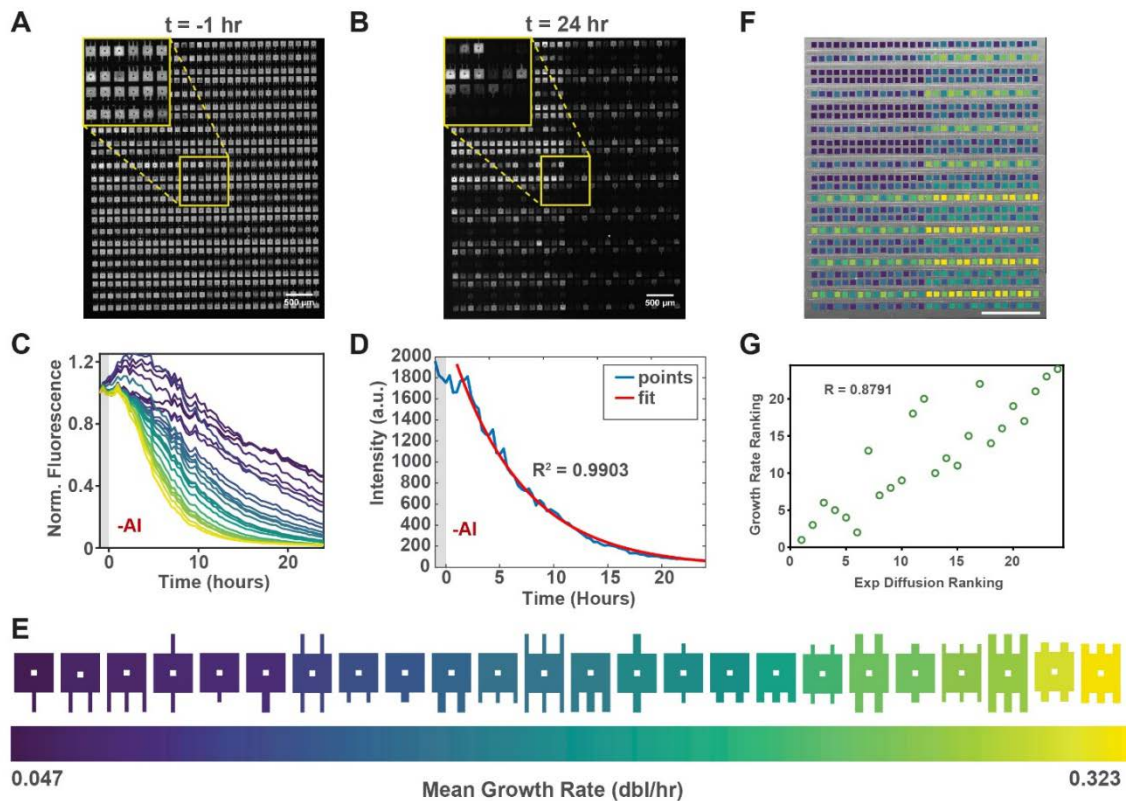 A
t = -1 hr
500 µm
B
t = 24 hr
500 µm
F
C
Norm. Fluorescence
1.2
0.8
0.4
0
-AI
0
10
20
Time (hours)
D
Intensity (a.u.)
2000
1800
1600
1400
1200
1000
800
600
400
200
0
points
fit
R² = 0.9903
-AI
0
5
10
15
20
Time (Hours)
G
Growth Rate Ranking
20
15
10
5
0
R = 0.8791
0
5
10
15
20
Exp Diffusion Ranking
E
0.047
Mean Growth Rate (dbl/hr)
0.323